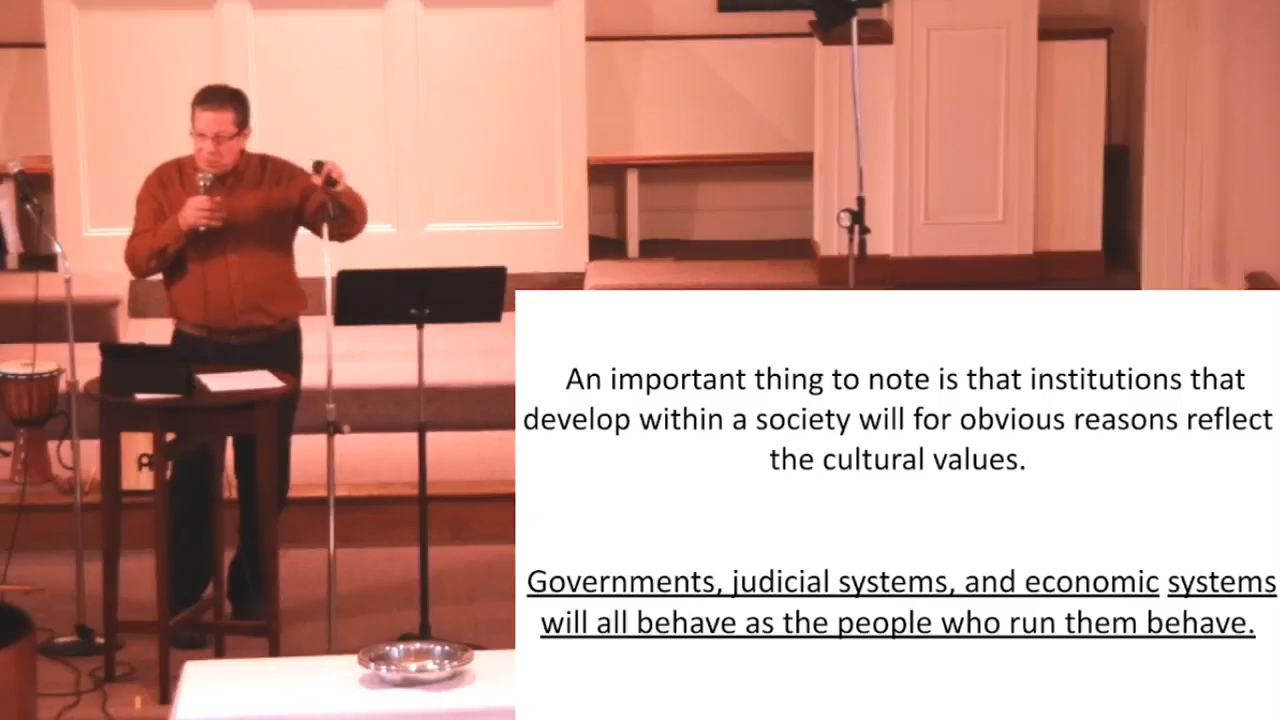 An important thing to note is that institutions that
develop within a society will for obvious reasons reflect
the cultural values.
Governments, judicial systems, and economic systems
will all behave as the people who run them behave.